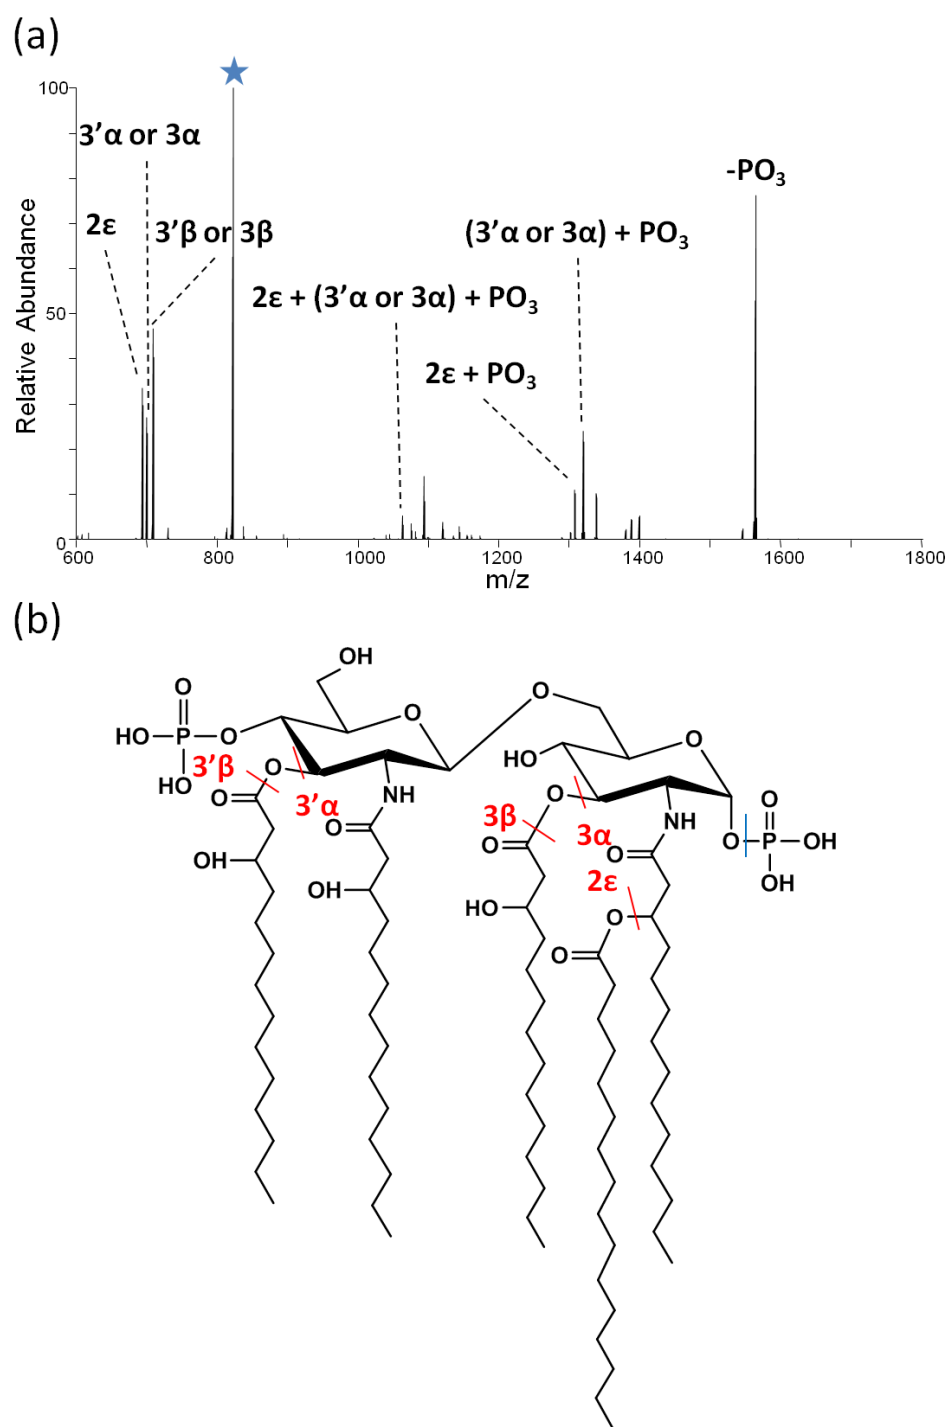 (a)
100
3'α or 3α
-PO3
2ε
3'β or 3β
(3'α or 3α) + PO3
2ε + (3'α or 3α) + PO3
50
2ε + PO3
Relative Abundance
0
600
800
1000
1200
1400
1600
1800
m/z
(b)
OH
O
O
O
HO
P
O
O
HO
O
HO
3'β
O
NH
O
3'α
O
3β
O
3α
NH
O
O
P
OH
OH
O
O
2ε
HO
OH
OH
O
O